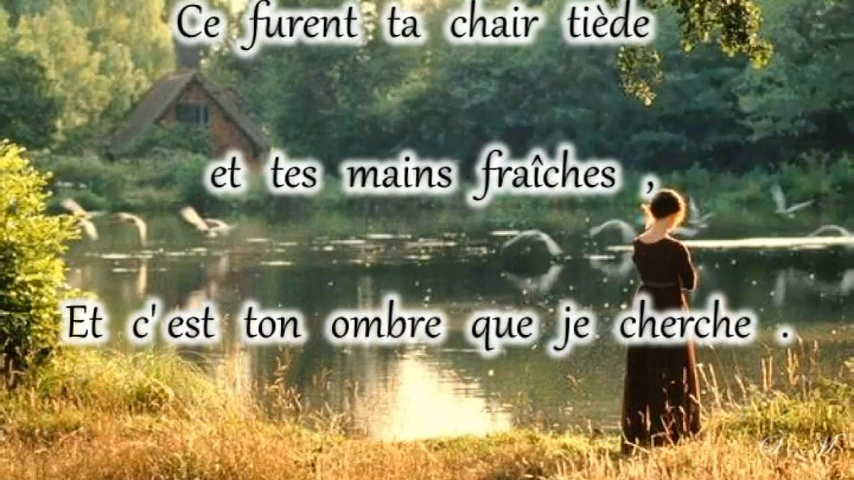 Ce furent ta chair tiède
et tes mains fraîches ,
Et c'est ton ombre que je cherche .